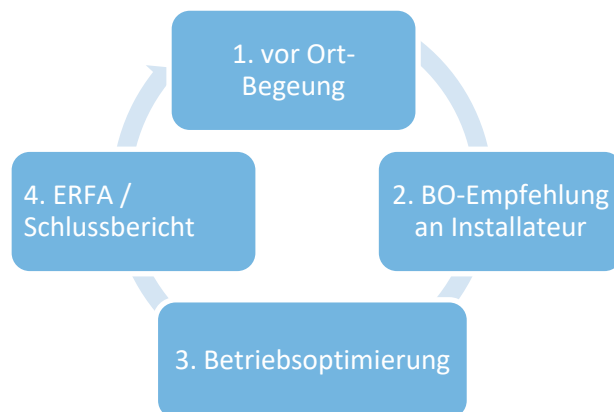 1. vor Ort-
Begeung
2. BO-Empfehlung
an Installateur
3. Betriebsoptimierung
4. ERFA /
Schlussbericht